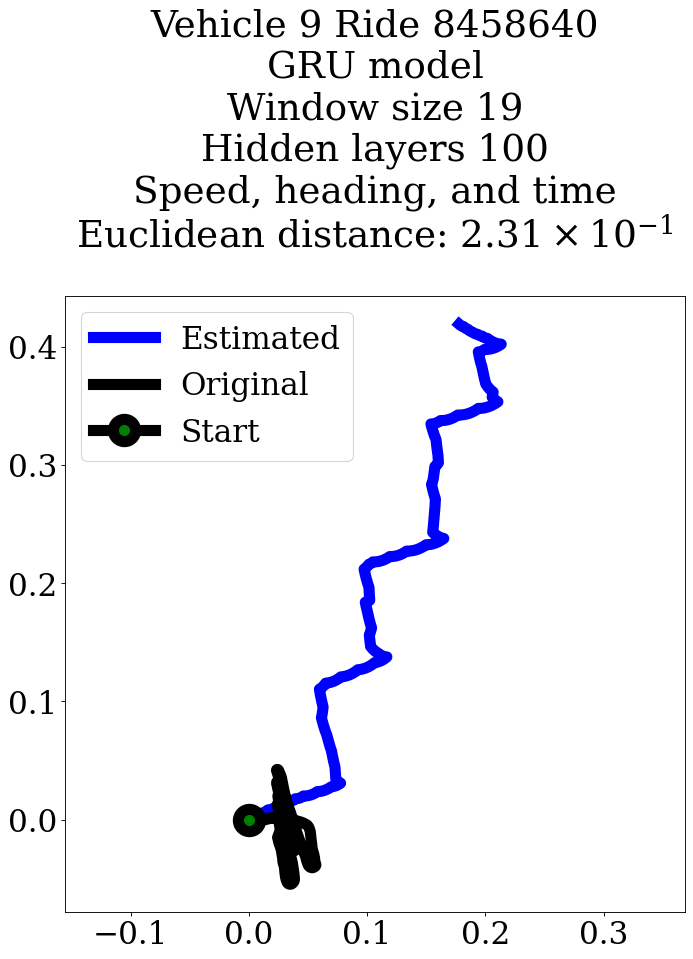 Vehicle 9 Ride 8458640
GRU model
Window size 19
Hidden layers 100
Speed, heading, and time
Euclidean distance: 2.31 × 10⁻¹
Estimated
Original
Start
0.4
0.3
0.2
0.1
0.0
−0.1 0.0 0.1 0.2 0.3